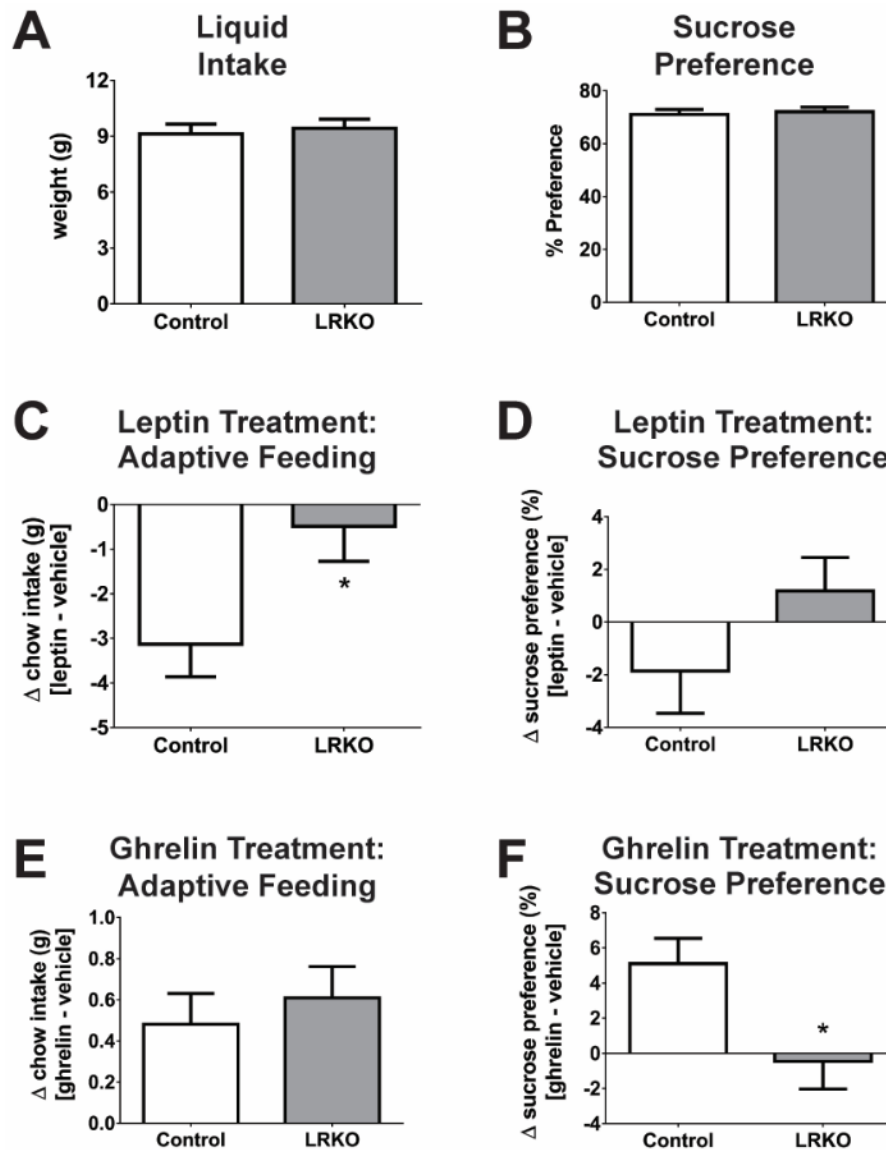 A
Liquid
Intake
weight (g)
12
9
6
3
0
Control LRKO
B
Sucrose
Preference
% Preference
80
60
40
20
0
Control LRKO
C
Leptin Treatment:
Adaptive Feeding
Δ chow intake (g)
[leptin - vehicle]
0
-1
-2
-3
-4
-5
*
Control LRKO
D
Leptin Treatment:
Sucrose Preference
Δ sucrose preference (%)
[leptin - vehicle]
4
2
0
-2
-4
Control LRKO
E
Ghrelin Treatment:
Adaptive Feeding
Δ chow intake (g)
[ghrelin - vehicle]
1.0
0.8
0.6
0.4
0.2
0.0
Control LRKO
F
Ghrelin Treatment:
Sucrose Preference
Δ sucrose preference (%)
[ghrelin - vehicle]
8
6
4
2
0
-2
-4
*
Control LRKO